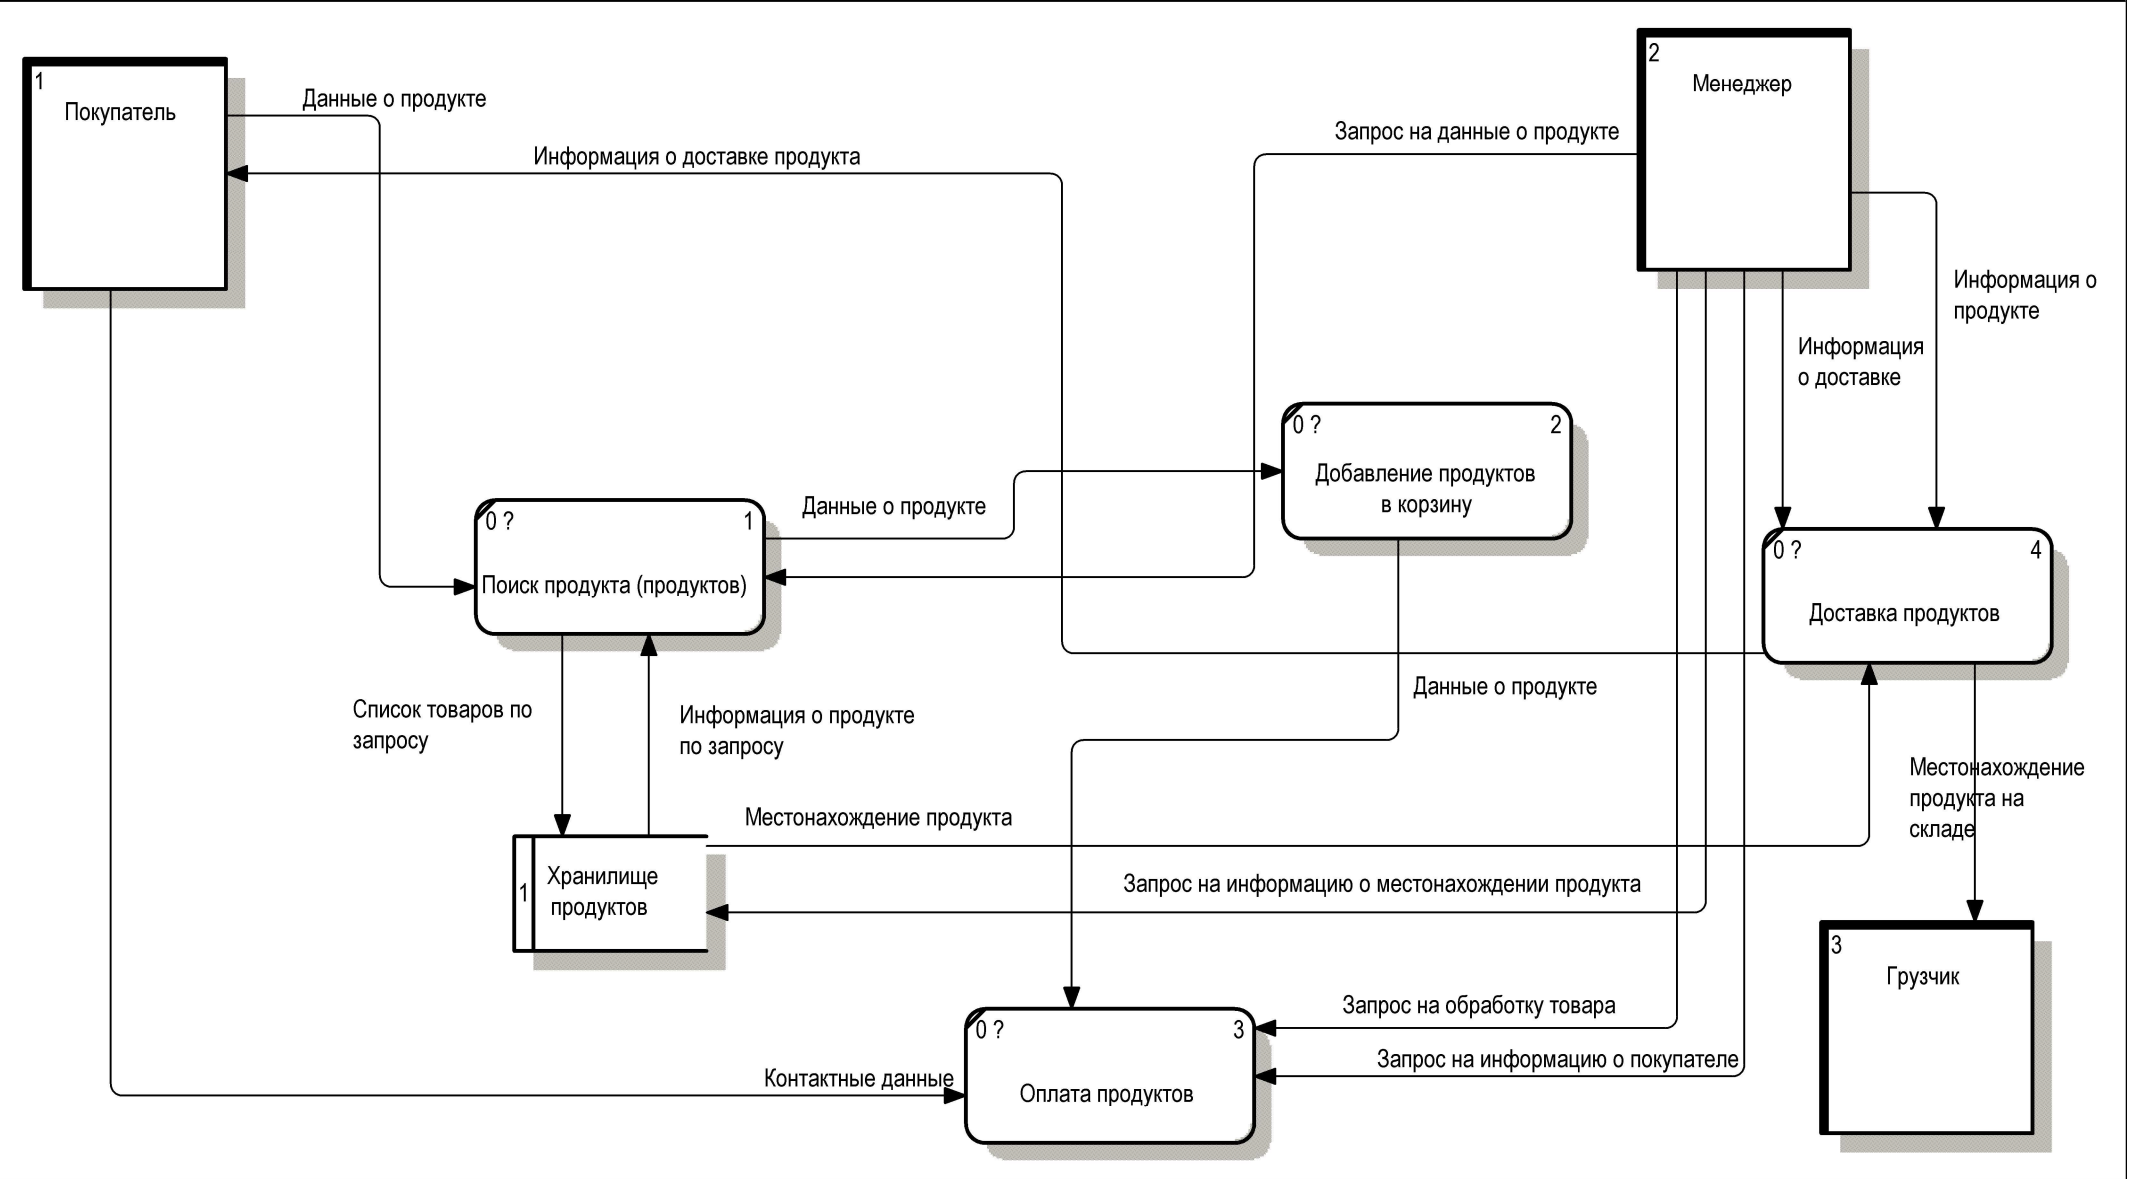 1
Покупатель
Данные о продукте
Информация о доставке продукта
2
Менеджер
Запрос на данные о продукте
Информация о
продукте
Информация
о доставке
0 ?
2
Добавление продуктов
в корзину
0 ?
1
Поиск продукта (продуктов)
Данные о продукте
0 ?
4
Доставка продуктов
Данные о продукте
Список товаров по
запросу
Информация о продукте
по запросу
Местонахождение
продукта на
складе
Местонахождение продукта
1
Хранилище
продуктов
Запрос на информацию о местонахождении продукта
3
Грузчик
Запрос на обработку товара
0 ?
3
Оплата продуктов
Запрос на информацию о покупателе
Контактные данные